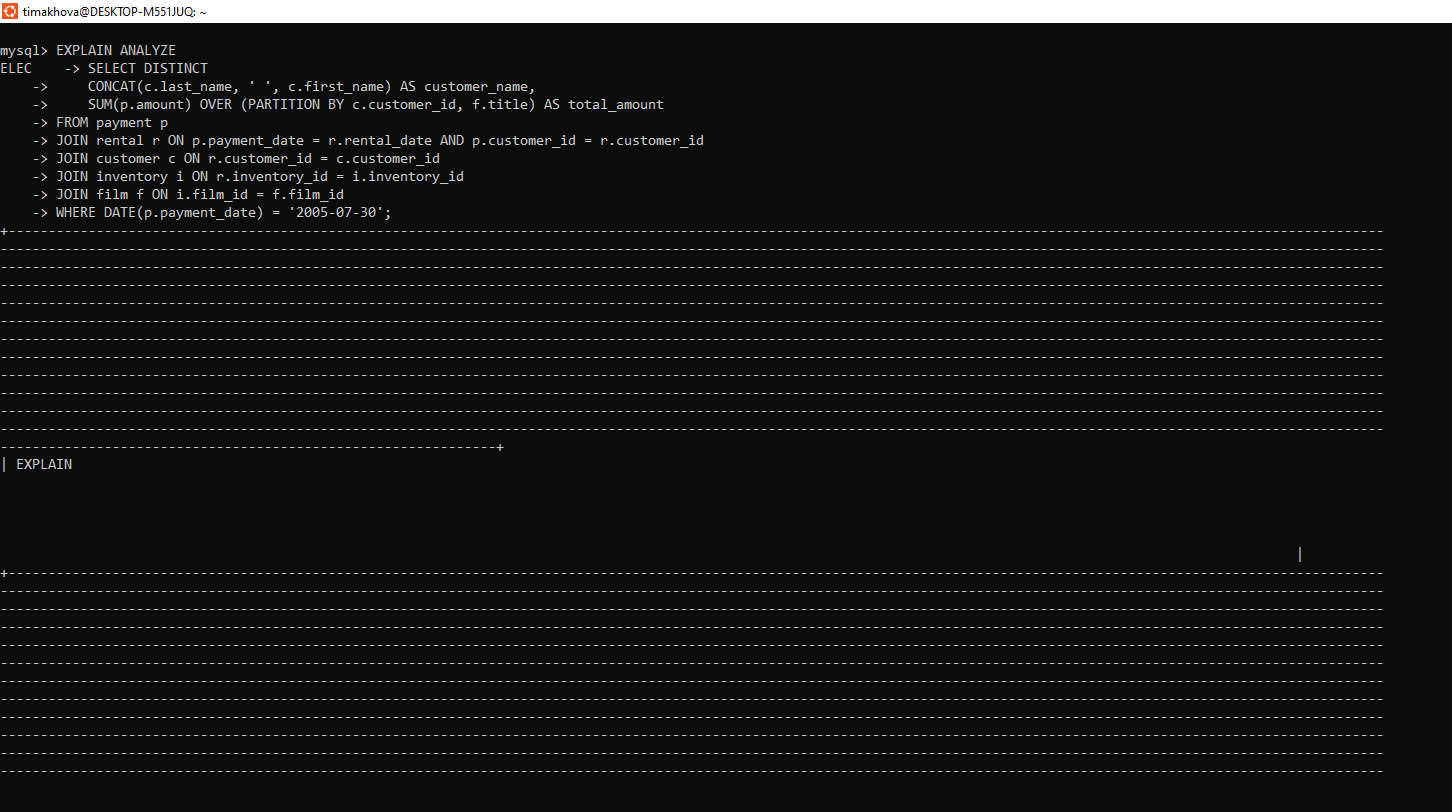 timakhova@DESKTOP-M551JUQ: ~
mysql> EXPLAIN ANALYZE
ELEC    -> SELECT DISTINCT
    ->     CONCAT(c.last_name, ' ', c.first_name) AS customer_name,
    ->     SUM(p.amount) OVER (PARTITION BY c.customer_id, f.title) AS total_amount
    -> FROM payment p
    -> JOIN rental r ON p.payment_date = r.rental_date AND p.customer_id = r.customer_id
    -> JOIN customer c ON r.customer_id = c.customer_id
    -> JOIN inventory i ON r.inventory_id = i.inventory_id
    -> JOIN film f ON i.film_id = f.film_id
    -> WHERE DATE(p.payment_date) = '2005-07-30';
| EXPLAIN